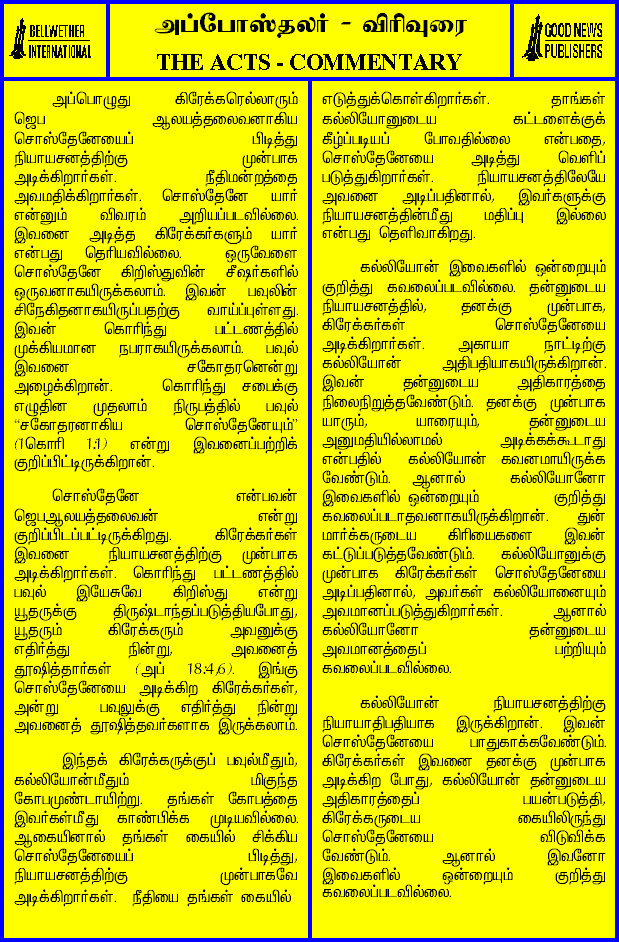 BELLWETHER
INTERNATIONAL
அப்போஸ்தலர் - விரிவுரை
THE ACTS - COMMENTARY
GOOD NEWS
PUBLISHERS
அப்பொழுது கிரேக்கரெல்லாரும்
ஜெப ஆலயத்தலைவனாகிய
சொஸ்தேனேயைப் பிடித்து
நியாயசனத்திற்கு முன்பாக
அடிக்கிறார்கள். நீதிமன்றத்தை
அவமதிக்கிறார்கள். சொஸ்தேனே யார்
என்னும் விவரம் அறியப்படவில்லை.
இவனை அடித்த கிரேக்கர்களும் யார்
என்பது தெரியவில்லை. ஒருவேளை
சொஸ்தேனே கிறிஸ்துவின் சீஷர்களில்
ஒருவனாகயிருக்கலாம். இவன் பவுலின்
சிநேகிதனாகயிருப்பதற்கு வாய்ப்புள்ளது.
இவன் கொரிந்து பட்டணத்தில்
முக்கியமான நபராகயிருக்கலாம். பவுல்
இவனை சகோதரனென்று
அழைக்கிறான். கொரிந்து சபைக்கு
எழுதின முதலாம் நிருபத்தில் பவுல்
“சகோதரனாகிய சொஸ்தேனேயும்”
(1கொரி 1:1) என்று இவனைப்பற்றிக்
குறிப்பிட்டிருக்கிறான்.
சொஸ்தேனே என்பவன்
ஜெபஆலயத்தலைவன் என்று
குறிப்பிடப்பட்டிருக்கிறது. கிரேக்கர்கள்
இவனை நியாயசனத்திற்கு முன்பாக
அடிக்கிறார்கள். கொரிந்து பட்டணத்தில்
பவுல் இயேசுவே கிறிஸ்து என்று
யூதருக்கு திருஷ்டாந்தப்படுத்தியபோது,
யூதரும் கிரேக்கரும் அவனுக்கு
எதிர்த்து நின்று, அவனைத்
தூஷித்தார்கள் (அப் 18:4,6). இங்கு
சொஸ்தேனேயை அடிக்கிற கிரேக்கர்கள்,
அன்று பவுலுக்கு எதிர்த்து நின்று
அவனைத் தூஷித்தவர்களாக இருக்கலாம்.
இந்தக் கிரேக்கருக்குப் பவுல்மீதும்,
கல்லியோன்மீதும் மிகுந்த
கோபமுண்டாயிற்று. தங்கள் கோபத்தை
இவர்கள்மீது காண்பிக்க முடியவில்லை.
ஆகையினால் தங்கள் கையில் சிக்கிய
சொஸ்தேனேயைப் பிடித்து,
நியாயசனத்திற்கு முன்பாகவே
அடிக்கிறார்கள். நீதியை தங்கள் கையில்
எடுத்துக்கொள்கிறார்கள். தாங்கள்
கல்லியோனுடைய கட்டளைக்குக்
கீழ்ப்படியப் போவதில்லை என்பதை,
சொஸ்தேனேயை அடித்து வெளிப்
படுத்துகிறார்கள். நியாயசனத்திலேயே
அவனை அடிப்பதினால், இவர்களுக்கு
நியாயசனத்தின்மீது மதிப்பு இல்லை
என்பது தெளிவாகிறது.
கல்லியோன் இவைகளில் ஒன்றையும்
குறித்து கவலைப்படவில்லை. தன்னுடைய
நியாயசனத்தில், தனக்கு முன்பாக,
கிரேக்கர்கள் சொஸ்தேனேயை
அடிக்கிறார்கள். அகாயா நாட்டிற்கு
கல்லியோன் அதிபதியாகயிருக்கிறான்.
இவன் தன்னுடைய அதிகாரத்தை
நிலைநிறுத்தவேண்டும். தனக்கு முன்பாக
யாரும், யாரையும், தன்னுடைய
அனுமதியில்லாமல் அடிக்கக்கூடாது
என்பதில் கல்லியோன் கவனமாயிருக்க
வேண்டும். ஆனால் கல்லியோனோ
இவைகளில் ஒன்றையும் குறித்து
கவலைப்படாதவனாகயிருக்கிறான். துன்
மார்க்கருடைய கிரியைகளை இவன்
கட்டுப்படுத்தவேண்டும். கல்லியோனுக்கு
முன்பாக கிரேக்கர்கள் சொஸ்தேனேயை
அடிப்பதினால், அவர்கள் கல்லியோனையும்
அவமானப்படுத்துகிறார்கள். ஆனால்
கல்லியோனோ தன்னுடைய
அவமானத்தைப் பற்றியும்
கவலைப்படவில்லை.
கல்லியோன் நியாயசனத்திற்கு
நியாயாதிபதியாக இருக்கிறான். இவன்
சொஸ்தேனேயை பாதுகாக்கவேண்டும்.
கிரேக்கர்கள் இவனை தனக்கு முன்பாக
அடிக்கிற போது, கல்லியோன் தன்னுடைய
அதிகாரத்தைப் பயன்படுத்தி,
கிரேக்கருடைய கையிலிருந்து
சொஸ்தேனேயை விடுவிக்க
வேண்டும். ஆனால் இவனோ
இவைகளில் ஒன்றையும் குறித்து
கவலைப்படவில்லை.